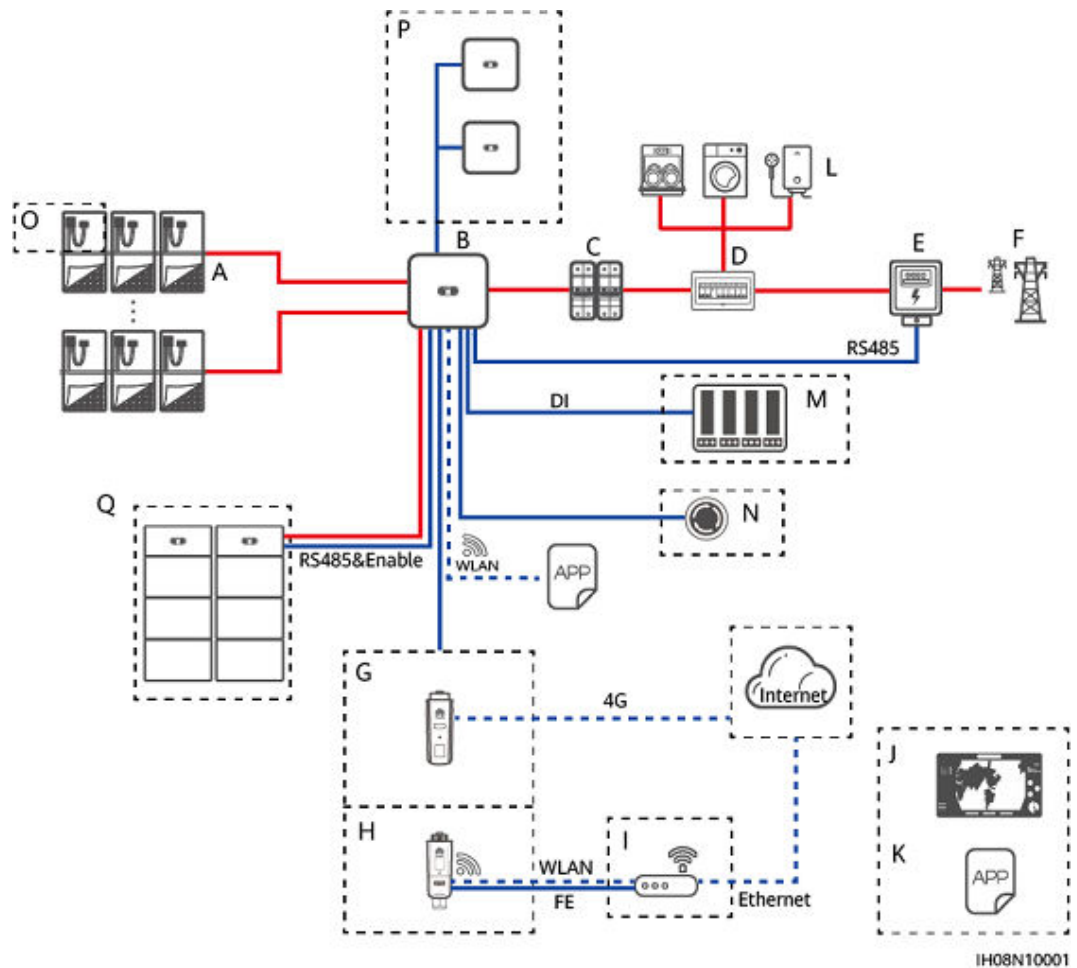 P
L
O
A
B
C
D
E
F
RS485
DI
M
N
Q
RS485&Enable
WLAN
APP
G
4G
Internet
J
H
I
WLAN
FE
Ethernet
K
APP
IH08N10001